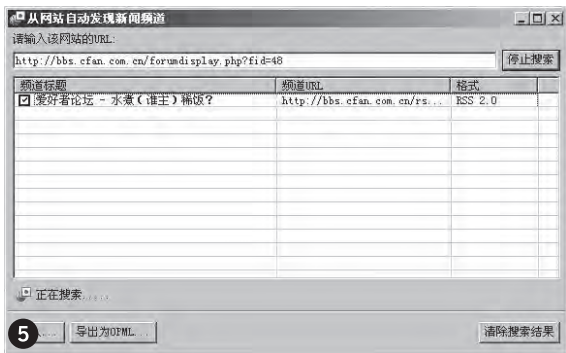 从网站自动发现新闻频道
请输入该网站的URL:
http://bbs.cfan.com.cn/forumdisplay.php?fid=48 停止搜索
频道标题 频道URL 格式
爱好者论坛 - 水煮(谁主)稀饭? http://bbs.cfan.com.cn/rs... RSS 2.0
正在搜索......
5 ... 导出为OPML... 清除搜索结果